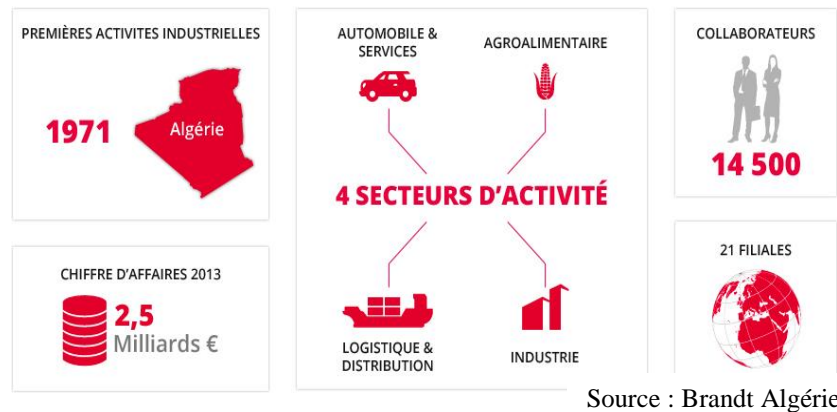 PREMIÈRES ACTIVITES INDUSTRIELLES
1971
Algérie
CHIFFRE D'AFFAIRES 2013
2,5
Milliards €
AUTOMOBILE &
SERVICES
AGROALIMENTAIRE
4 SECTEURS D'ACTIVITÉ
LOGISTIQUE &
DISTRIBUTION
INDUSTRIE
COLLABORATEURS
14 500
21 FILIALES
Source : Brandt Algérie